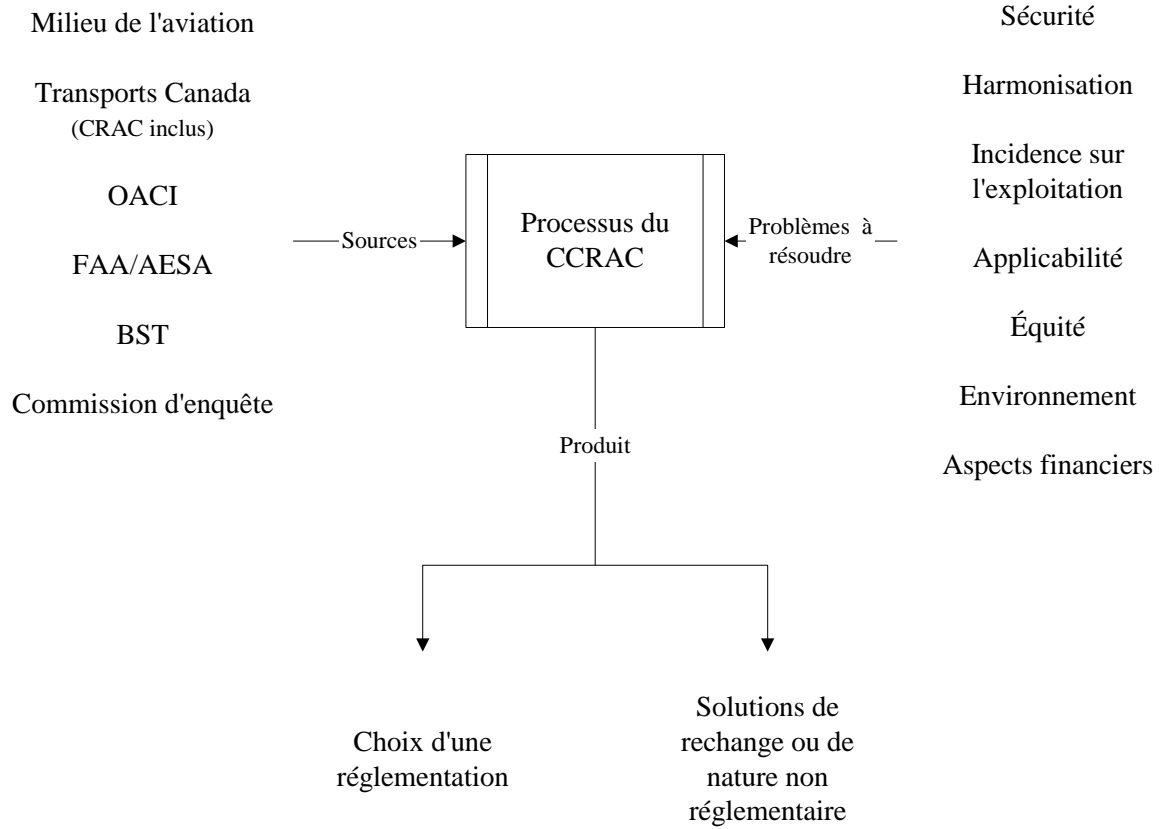 Milieu de l'aviation
Transports Canada
(CRAC inclus)
OACI
FAA/AESA
BST
Commission d'enquête
Sources
Processus du
CCRAC
Problèmes à
résoudre
Sécurité
Harmonisation
Incidence sur
l'exploitation
Applicabilité
Équité
Environnement
Aspects financiers
Produit
Choix d'une
réglementation
Solutions de
rechange ou de
nature non
réglementaire